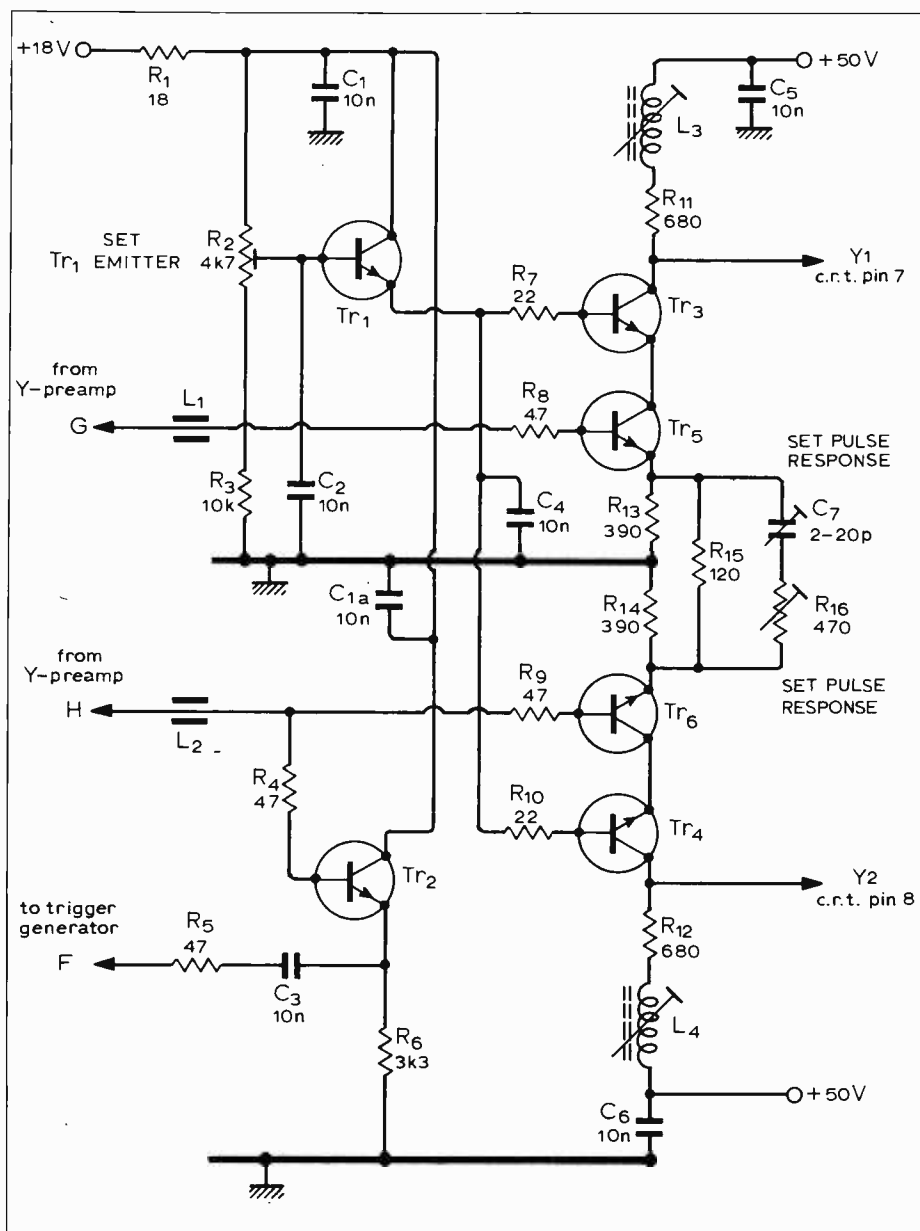 +18V
R1
18
C1
10n
+50V
C5
10n
L3
R11
680
SET
Tr1 EMITTER
R2
4k7
Tr1
R7
22
Tr3
Y1
c.r.t. pin 7
from
Y-preamp
G
L1
R8
47
Tr5
SET PULSE
RESPONSE
R3
10k
C2
10n
C4
10n
R13
390
R15
120
C7
2-20p
C1a
10n
R14
390
R16
470
from
Y-preamp
H
L2
R9
47
Tr6
SET PULSE
RESPONSE
R4
47
R10
22
Tr4
Tr2
Y2
c.r.t. pin 8
to trigger
generator
F
R5
47
C3
10n
R12
680
L4
R6
3k3
C6
10n
+50V